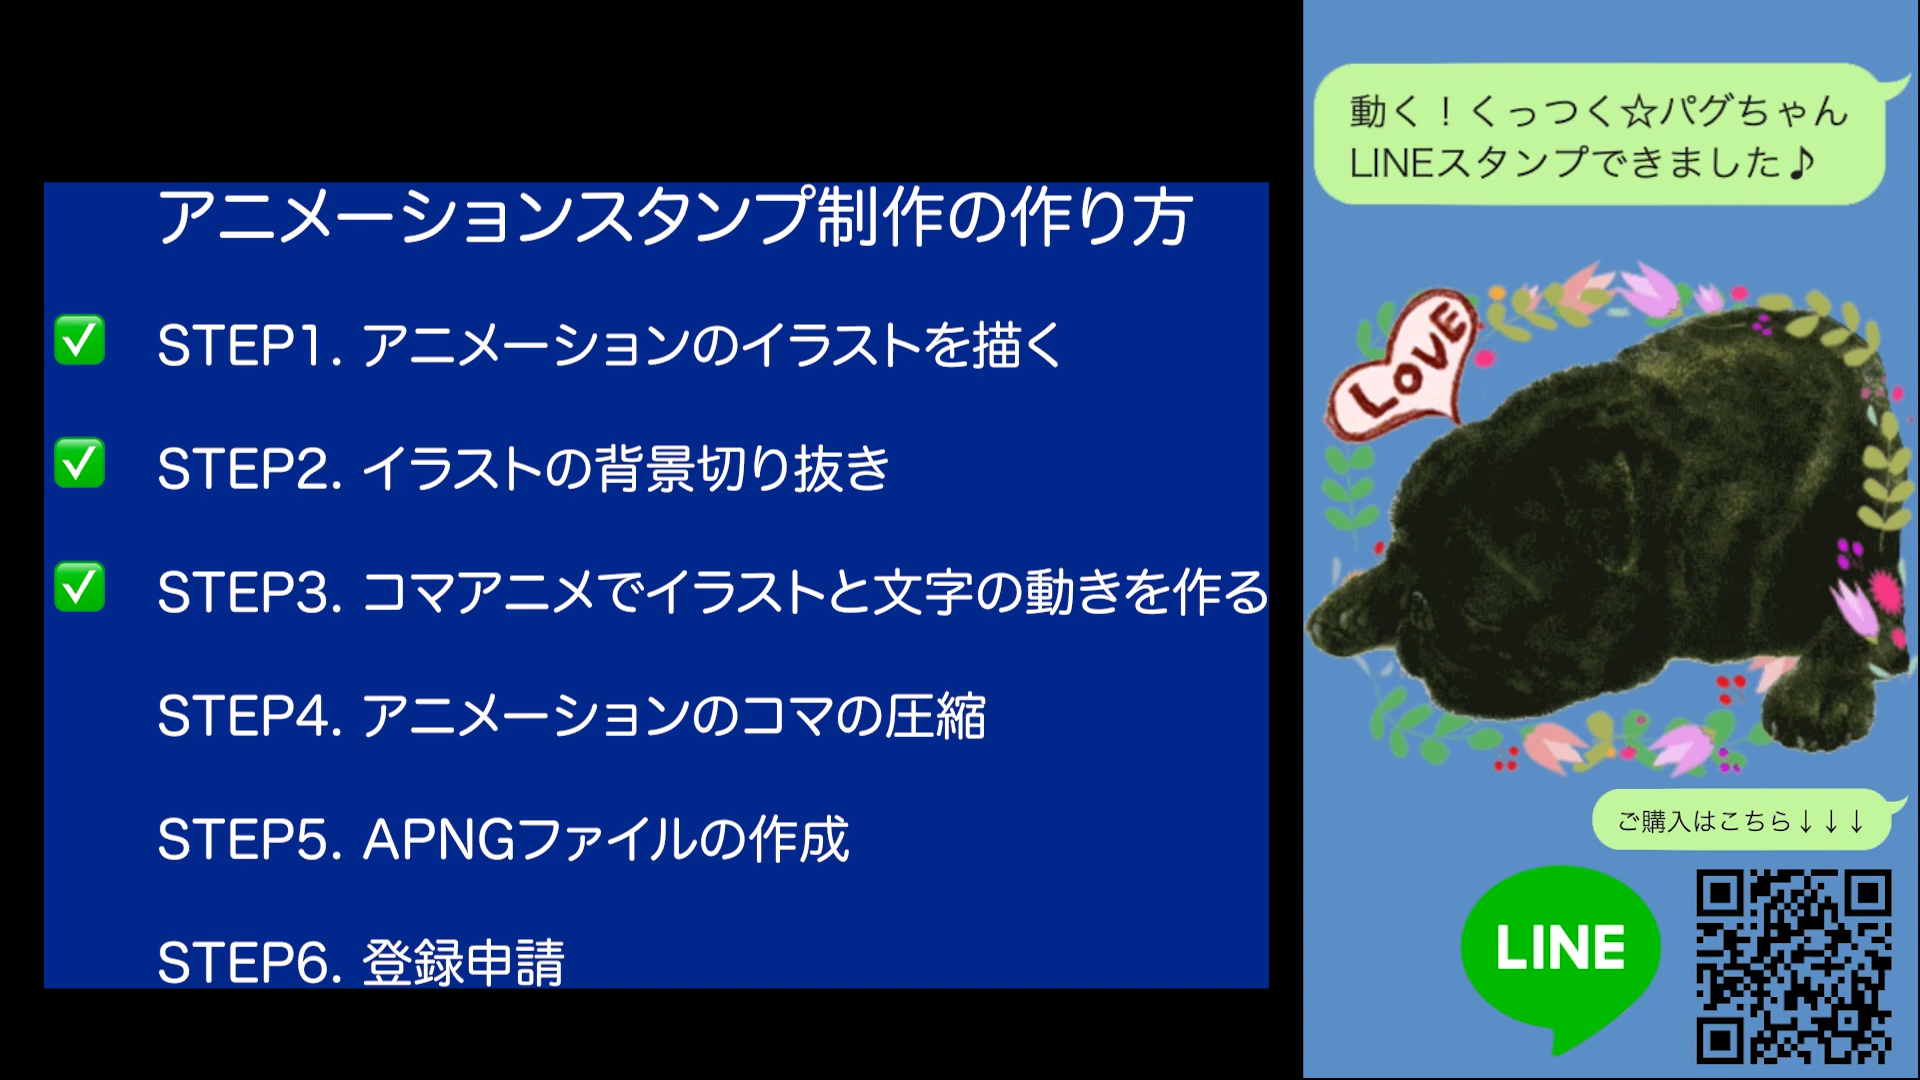 アニメーションスタンプ制作の作り方
STEP1. アニメーションのイラストを描く
STEP2. イラストの背景切り抜き
STEP3. コマアニメでイラストと文字の動きを作る
STEP4. アニメーションのコマの圧縮
STEP5. APNGファイルの作成
STEP6. 登録申請
動く！くっつく☆パグちゃん
LINEスタンプできました♪
LOVE
ご購入はこちら↓↓↓
LINE